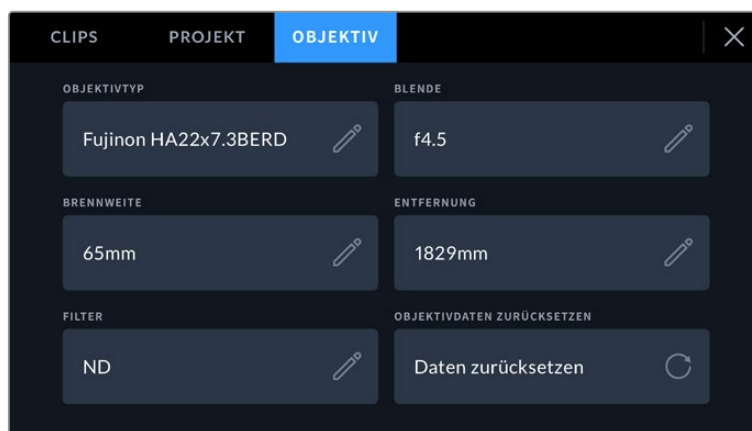 CLIPS PROJEKT OBJEKTIV
OBJEKTIVTYP BLENDE
Fujinon HA22x7.3BERD f4.5
BRENNWEITE ENTFERNUNG
65mm 1829mm
FILTER OBJEKTIVDATEN ZURÜCKSETZEN
ND Daten zurücksetzen